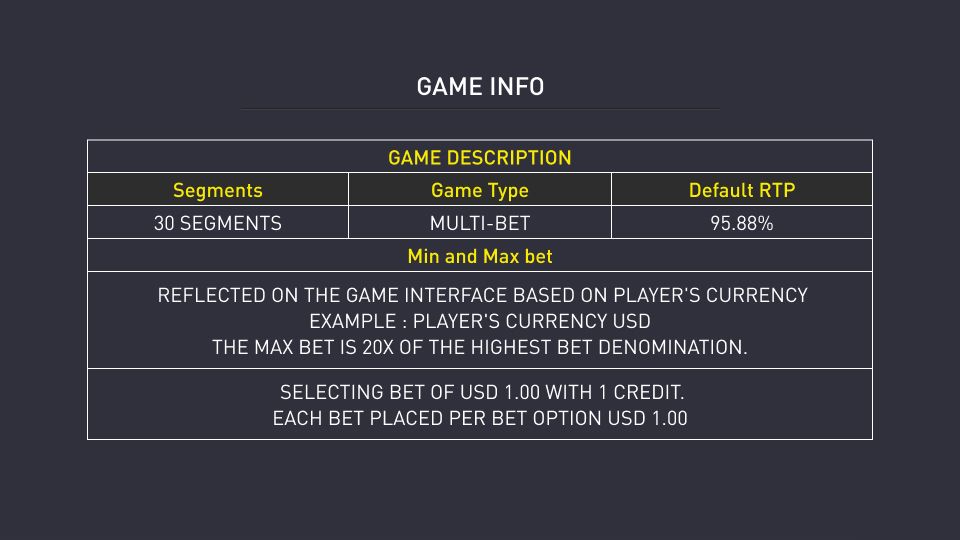 GAME INFO
GAME DESCRIPTION
Segments Game Type Default RTP
30 SEGMENTS MULTI-BET 95.88%
Min and Max bet
REFLECTED ON THE GAME INTERFACE BASED ON PLAYER'S CURRENCY
EXAMPLE : PLAYER'S CURRENCY USD
THE MAX BET IS 20X OF THE HIGHEST BET DENOMINATION.
SELECTING BET OF USD 1.00 WITH 1 CREDIT.
EACH BET PLACED PER BET OPTION USD 1.00